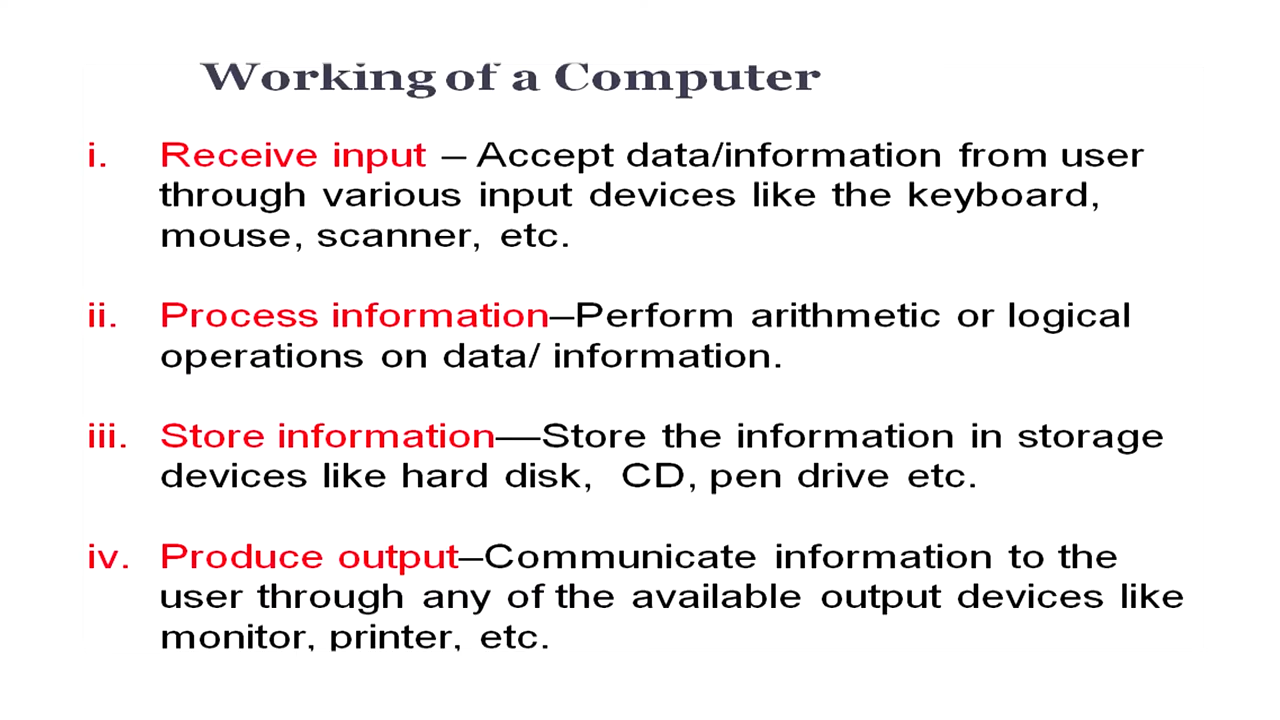 Working of a Computer
i. Receive input – Accept data/information from user
through various input devices like the keyboard,
mouse, scanner, etc.
ii. Process information–Perform arithmetic or logical
operations on data/ information.
iii. Store information—Store the information in storage
devices like hard disk, CD, pen drive etc.
iv. Produce output–Communicate information to the
user through any of the available output devices like
monitor, printer, etc.